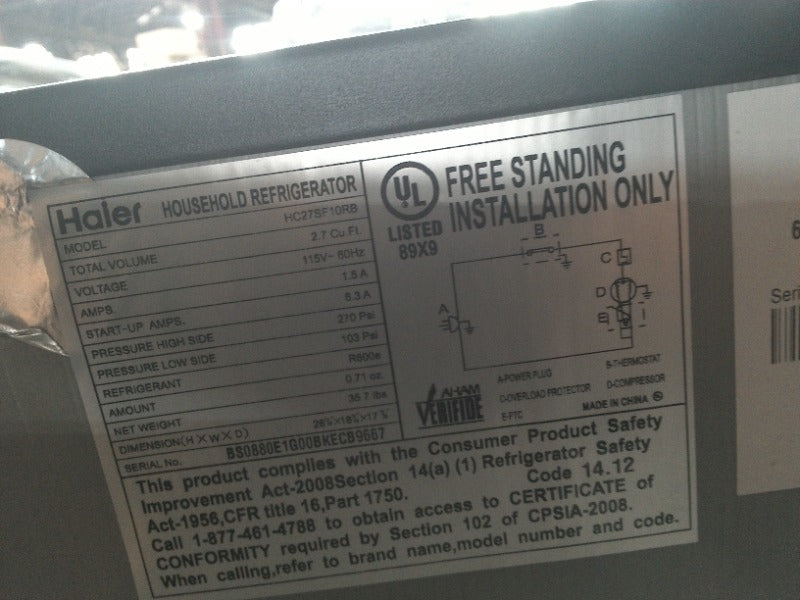 Haier HOUSEHOLD REFRIGERATOR
MODEL HC27SF10RB
TOTAL VOLUME 2.7 Cu.Ft.
VOLTAGE 115V~ 60Hz
AMPS. 1.5 A
START-UP AMPS. 6.3 A
PRESSURE HIGH SIDE 270 Psi
PRESSURE LOW SIDE 103 Psi
REFRIGERANT R600a
AMOUNT 0.71 oz.
NET WEIGHT 35.7 lbs.
DIMENSION(H X W X D)
SERIAL No. BS0880E1G00BKECB9667
UL
LISTED
89X9
FREE STANDING
INSTALLATION ONLY
B
C
D
A
E
AHAM
VERIFIDE
A-POWER PLUG B-THERMOSTAT
C-OVERLOAD PROTECTOR D-COMPRESSOR
E-PTC MADE IN CHINA
This product complies with the Consumer Product Safety
Improvement Act-2008Section 14(a) (1) Refrigerator Safety
Act-1956,CFR title 16,Part 1750. Code 14.12
Call 1-877-461-4788 to obtain access to CERTIFICATE of
CONFORMITY required by Section 102 of CPSIA-2008.
When calling,refer to brand name,model number and code.
6
Seri